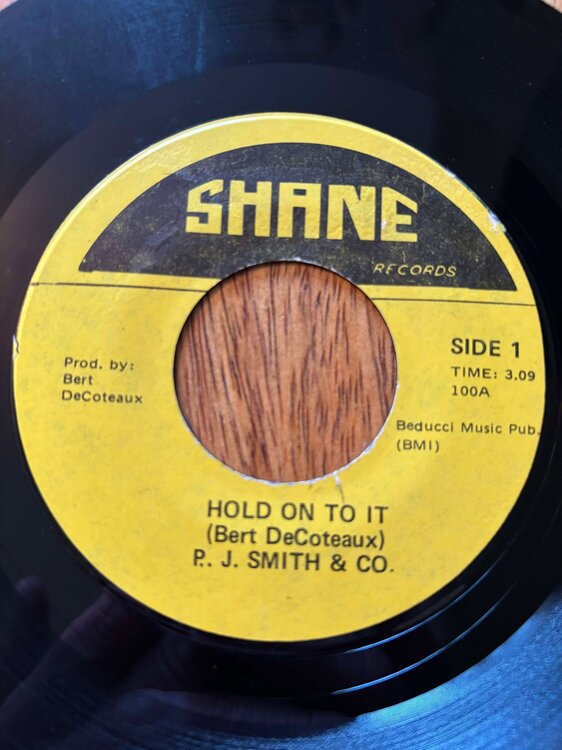 SHANE
RECORDS
Prod. by:
Bert
DeCoteaux
SIDE 1
TIME: 3.09
100A
Beducci Music Pub.
(BMI)
HOLD ON TO IT
(Bert DeCoteaux)
P.. J. SMITH & CO.